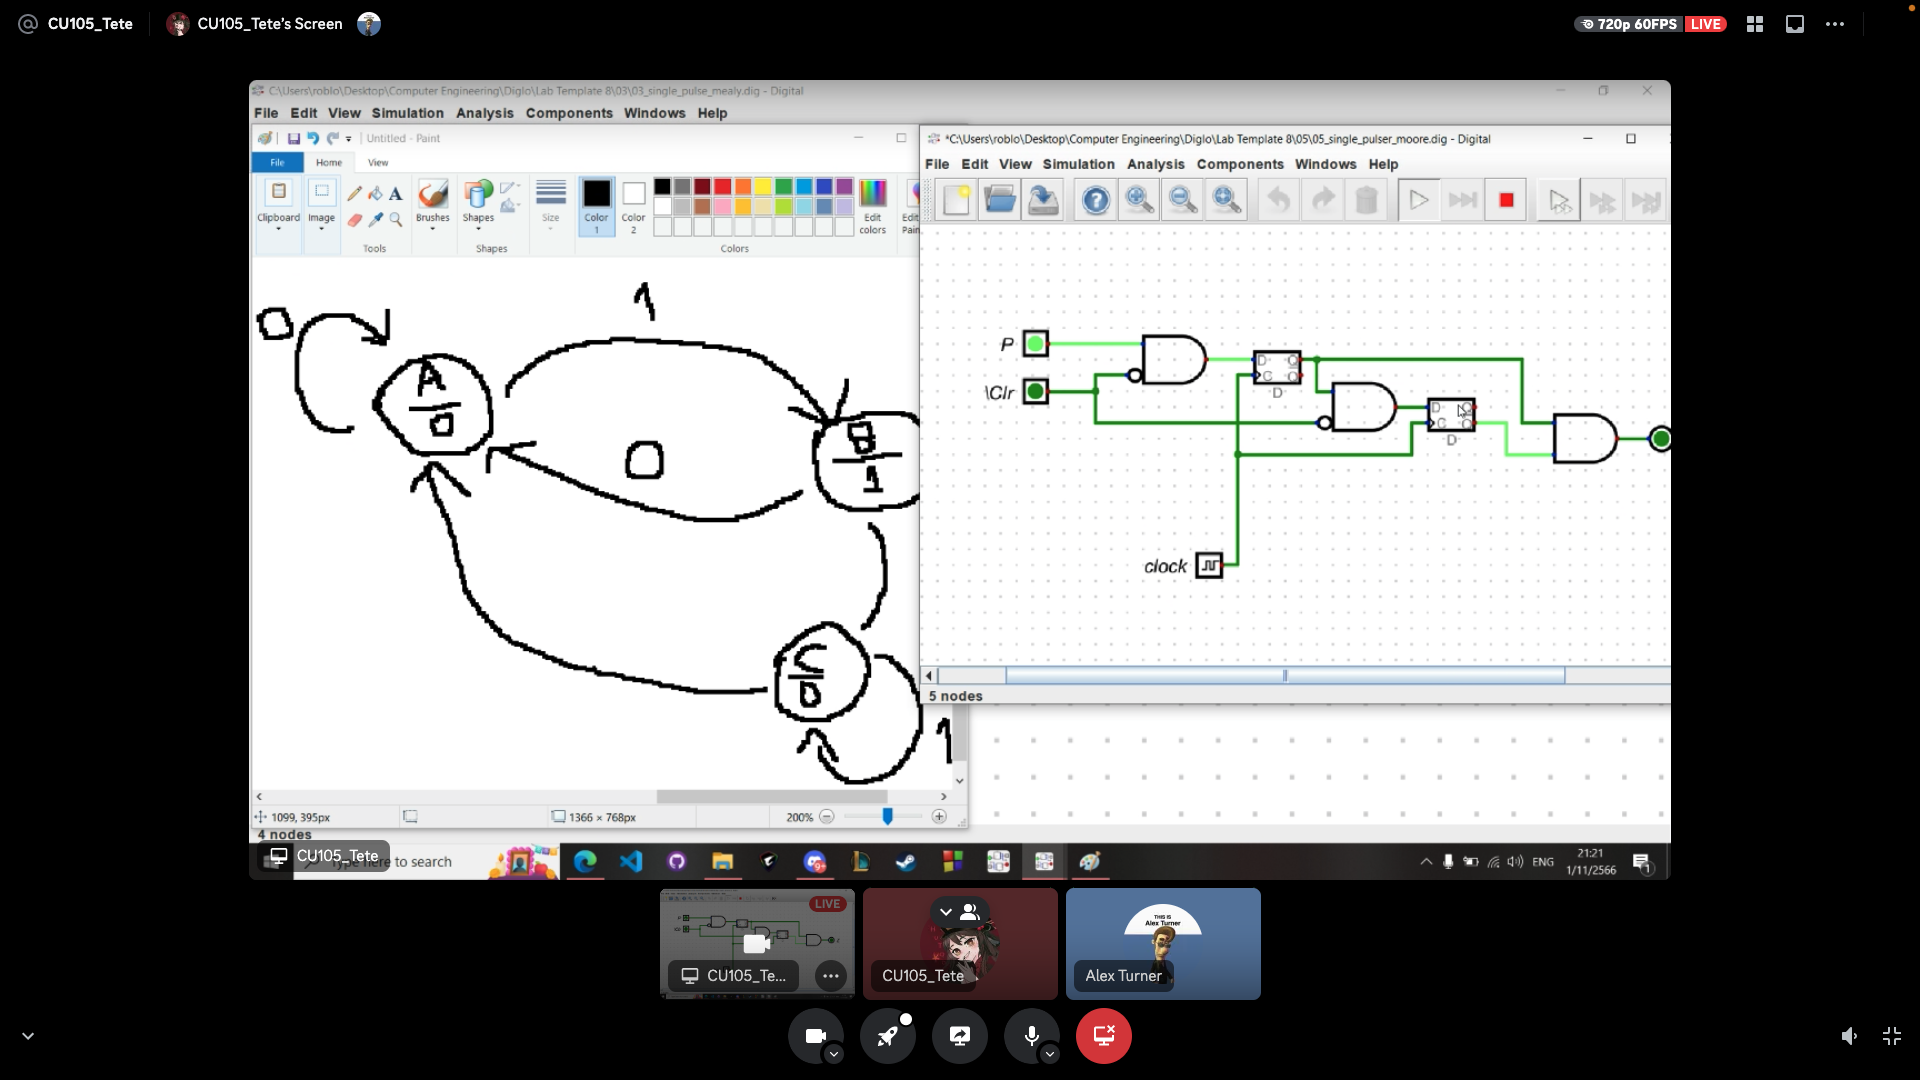 CU105_Tete
CU105_Tete's Screen
720p 60FPS LIVE
C:\Users\roblo\Desktop\Computer Engineering\Diglo\Lab Template 8\03\03_single_pulse_mealy.dig - Digital
File Edit View Simulation Analysis Components Windows Help
Untitled - Paint
File Home View
Clipboard
Image
Tools
Brushes
Shapes
Shapes
Size
Color 1
Color 2
Colors
Edit colors
*C:\Users\roblo\Desktop\Computer Engineering\Diglo\Lab Template 8\05\05_single_pulser_moore.dig - Digital
File Edit View Simulation Analysis Components Windows Help
0
1
A
0
0
B
1
C
0
1
P
\Clr
D Q
C Q
D
D Q
C Q
D
clock
5 nodes
1099, 395px
1366 × 768px
200%
4 nodes
CU105_Tete
here to search
ENG
21:21
1/11/2566
1
LIVE
CU105_Te...
CU105_Tete
THIS IS
Alex Turner
Alex Turner